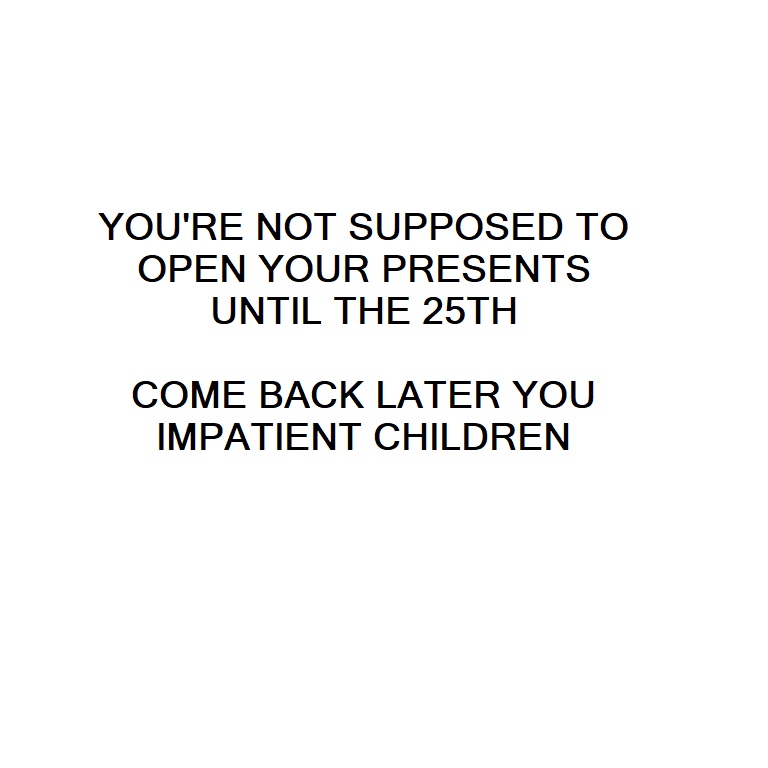 YOU'RE NOT SUPPOSED TO
OPEN YOUR PRESENTS
UNTIL THE 25TH
COME BACK LATER YOU
IMPATIENT CHILDREN